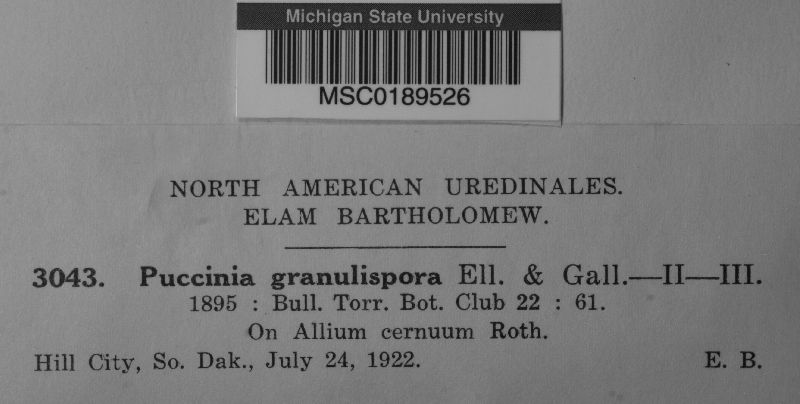 Michigan State University
MSC0189526
NORTH AMERICAN UREDINALES.
ELAM BARTHOLOMEW.
3043. Puccinia granulispora Ell. & Gall.—II—III.
1895 : Bull. Torr. Bot. Club 22 : 61.
On Allium cernuum Roth.
Hill City, So. Dak., July 24, 1922. E. B.